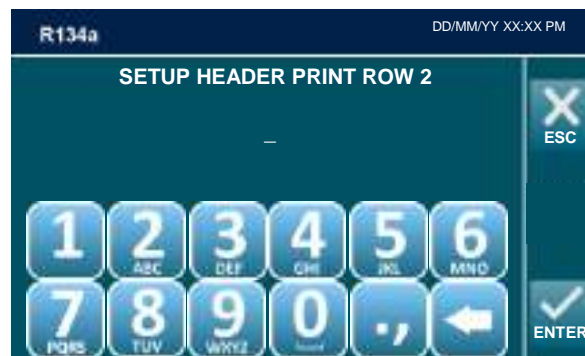 R134a DD/MM/YY XX:XX PM
SETUP HEADER PRINT ROW 2
_
ESC
1 2 3 4 5 6
ABC DEF GHI JKL MNO
7 8 9 0 .,
PQRS TUV WXYZ
ENTER